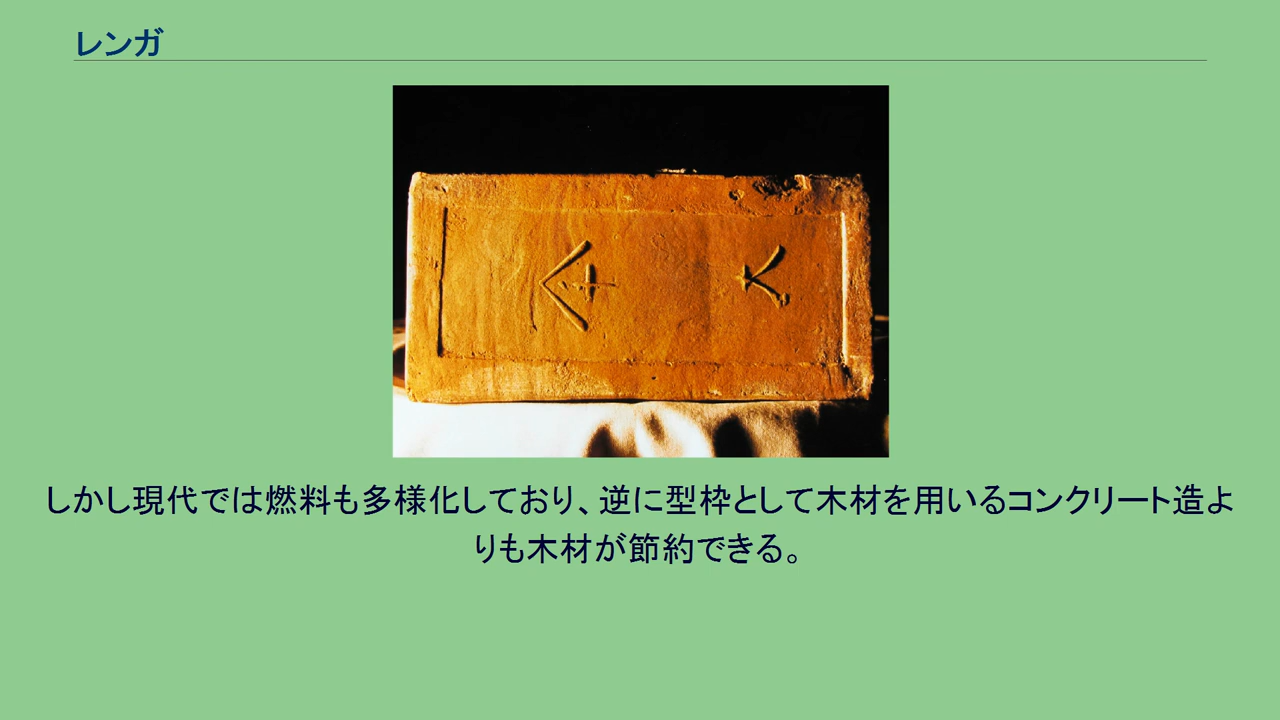 レンガ
しかし現代では燃料も多様化しており、逆に型枠として木材を用いるコンクリート造よ
りも木材が節約できる。